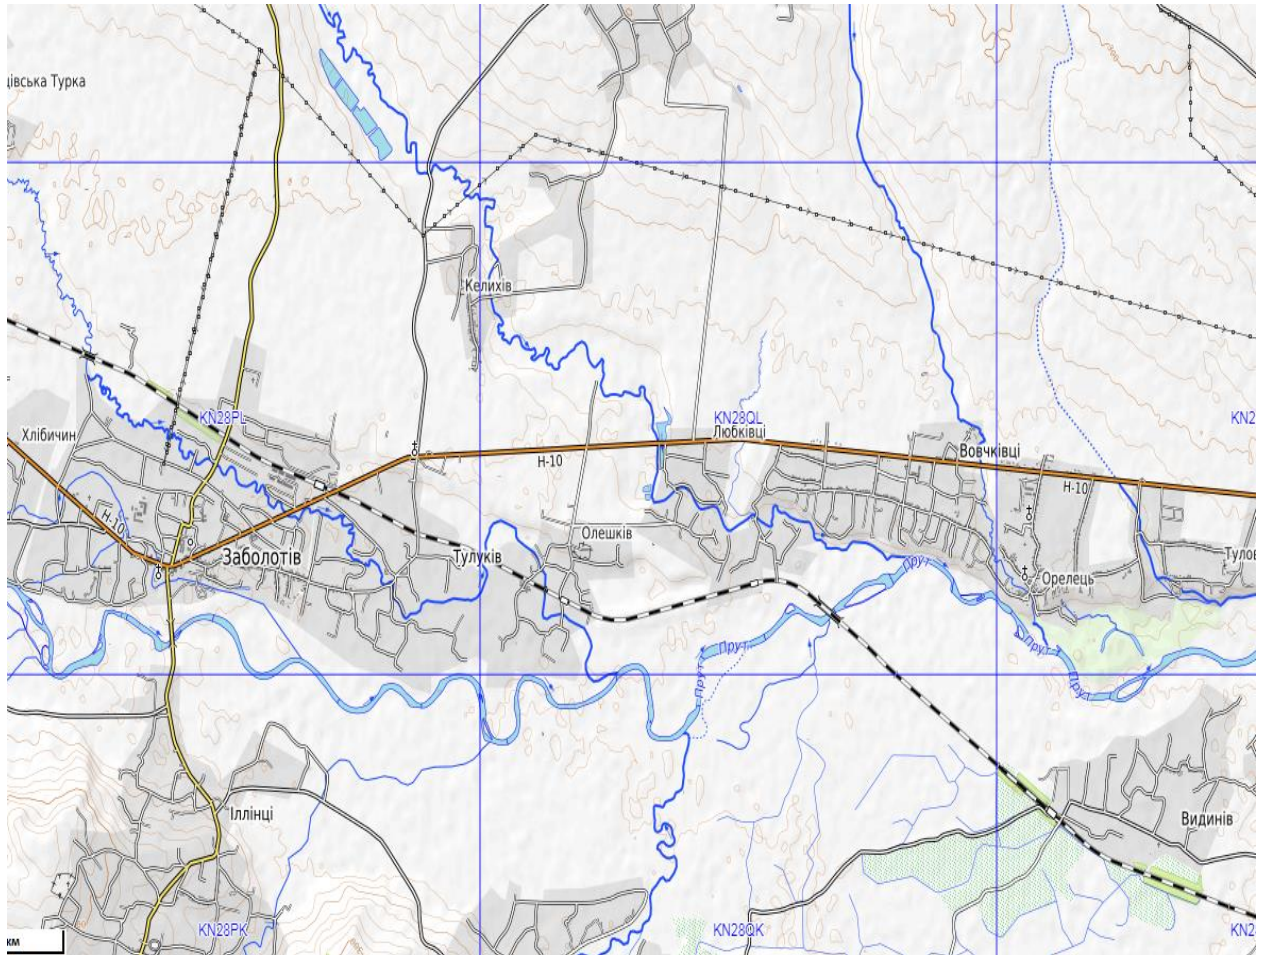 цівська Турка
Келихів
KN28PL
KN28QL
KN2
Любківці
Хлібичин
Вовчківці
Н-10
Н-10
Н-10
Олешків
Заболотів
Тулуків
Тулов
Прут
Орелець
Прут
Прут
Прут
Прут
Іллінці
Видинів
KN28PK
KN28QK
KN2
км